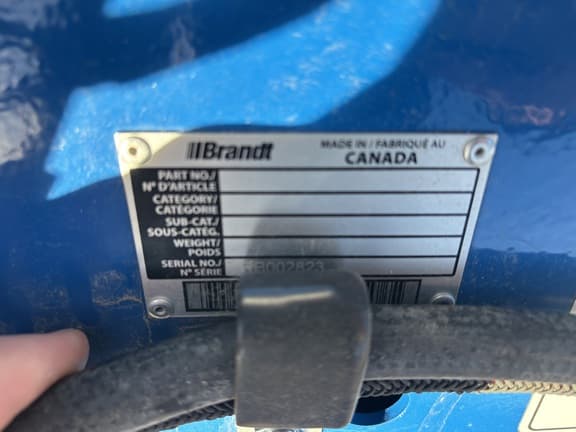 Brandt
MADE IN / FABRIQUÉ AU
CANADA
PART NO./
N° D'ARTICLE
CATEGORY/
CATÉGORIE
SUB-CAT./
SOUS-CATÉG.
WEIGHT/
POIDS
SERIAL NO./
N° SÉRIE